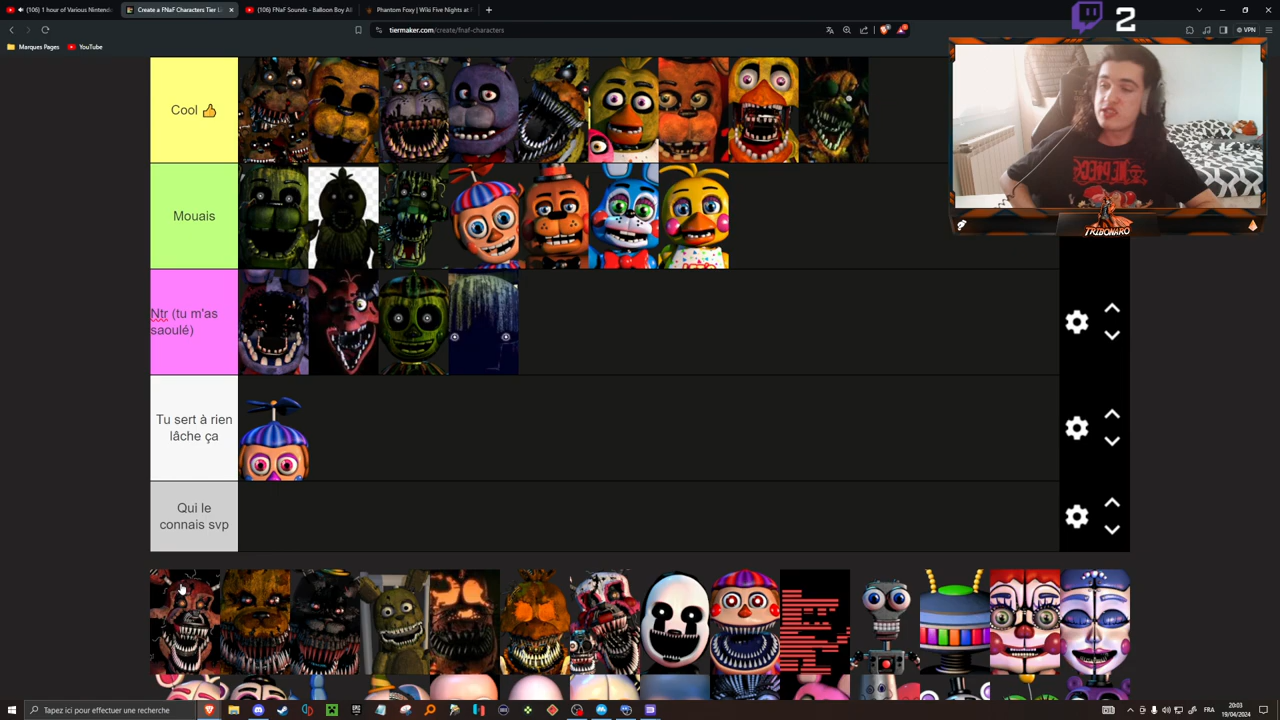 (106) 1 hour of Various Nintend
Create a FNaF Characters Tier L
(106) FNaF Sounds - Balloon Boy A
Phantom Foxy | Wiki Five Nights at F
tiermaker.com/create/fnaf-characters
VPN
Marques Pages
YouTube
2
Cool 👍
Mouais
Ntr (tu m'as
saoulé)
Tu sert à rien
lâche ça
Qui le
connais svp
TRIBONARO
Tapez ici pour effectuer une recherche
FRA
20:03
19/04/2024